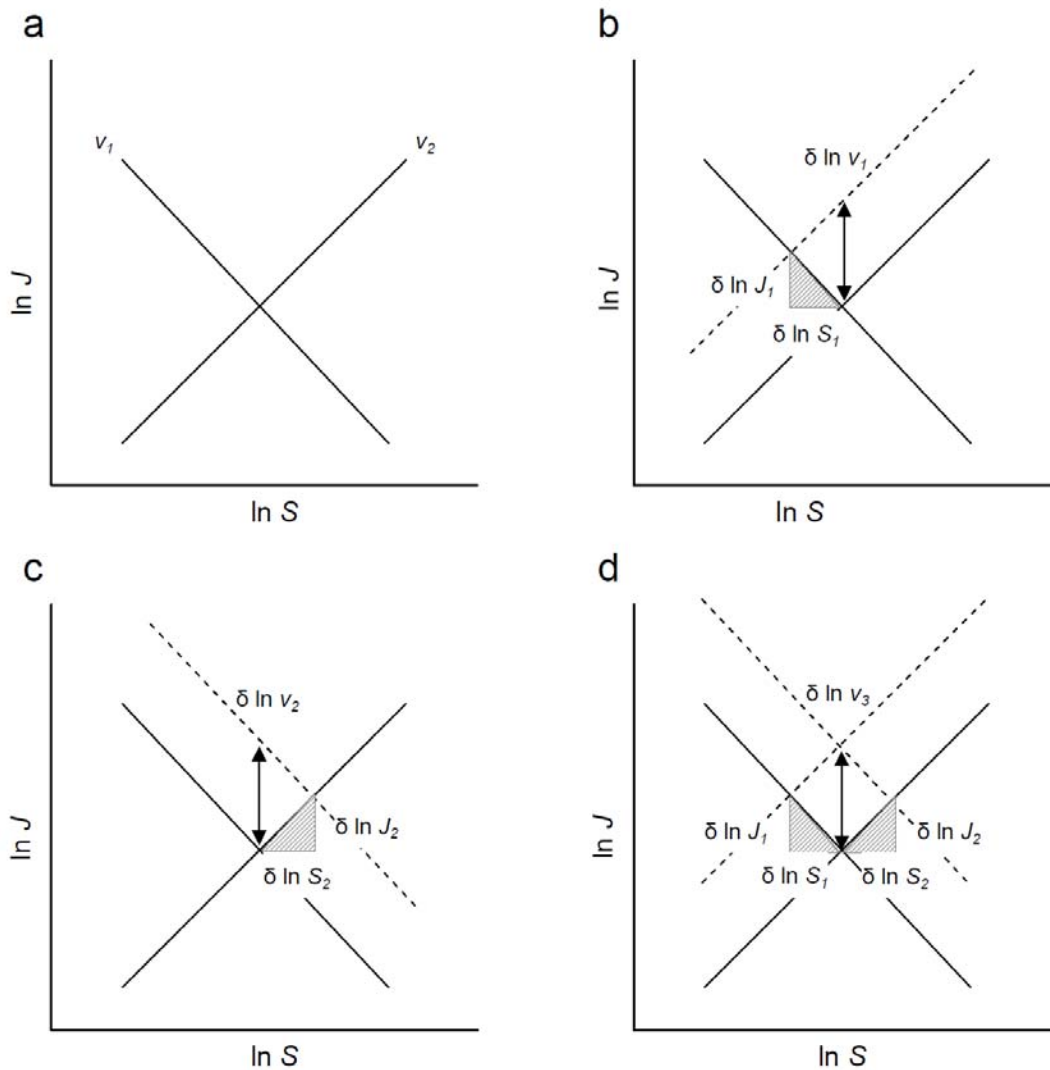 a
v1
v2
ln J
ln S
b
δ ln v1
δ ln J1
δ ln S1
ln J
ln S
c
δ ln v2
δ ln J2
δ ln S2
ln J
ln S
d
δ ln v3
δ ln J1
δ ln J2
δ ln S1
δ ln S2
ln J
ln S